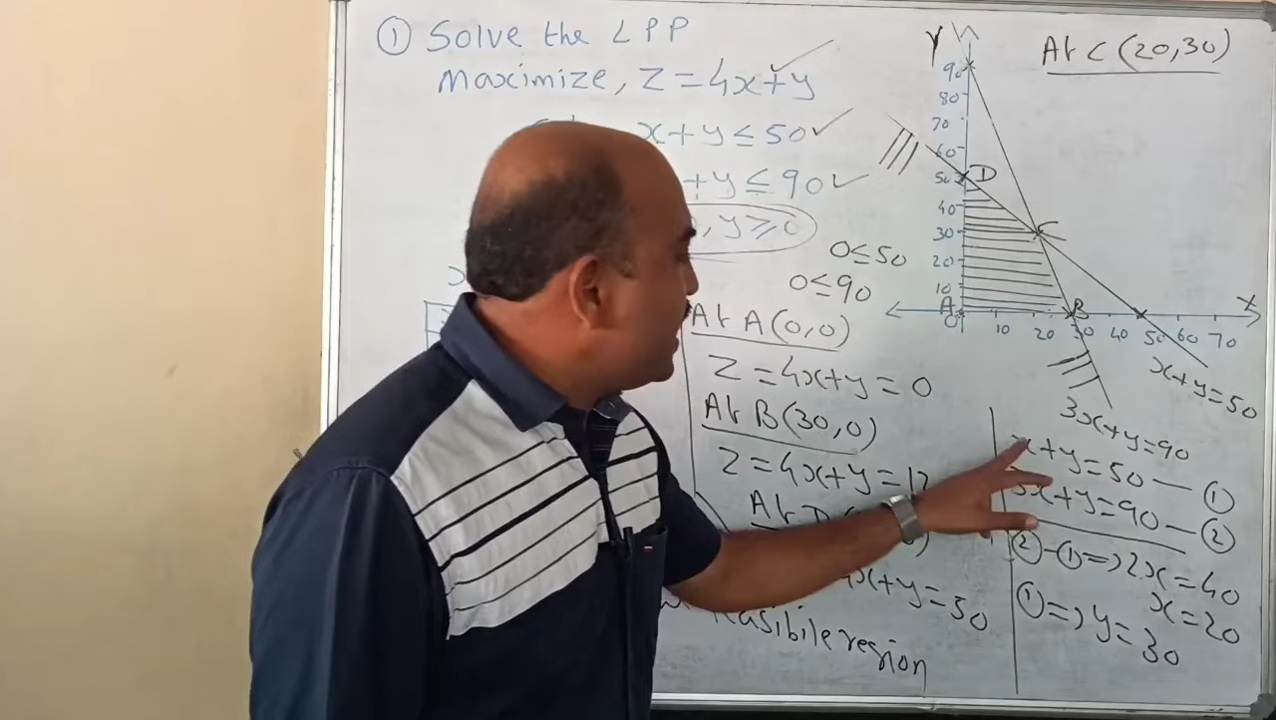 ① Solve the LPP
Maximize, Z = 4x+y
x+y ≤ 50 ✓
+y ≤ 90 ✓
, y ≥ 0
0 ≤ 50
0 ≤ 90
At A(0,0)
Z = 4x+y = 0
At B(30,0)
Z = 4x+y = 12
At D
x+y = 50
region
At C (20,30)
Y
90
80
70
60
50 D
40
30 C
20
10
A B X
0 10 20 30 40 50 60 70
x+y=50
3x+y=90
x+y=50 — ①
3x+y=90 — ②
②-① => 2x = 40
x = 20
① => y = 30